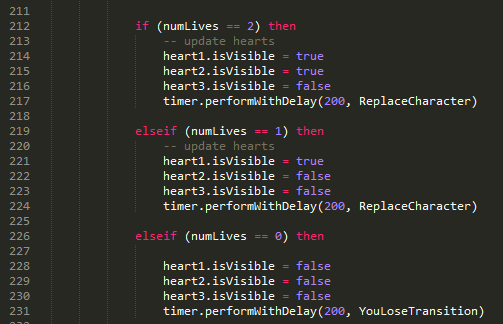 211
212 if (numLives == 2) then
213 -- update hearts
214 heart1.isVisible = true
215 heart2.isVisible = true
216 heart3.isVisible = false
217 timer.performWithDelay(200, ReplaceCharacter)
218
219 elseif (numLives == 1) then
220 -- update hearts
221 heart1.isVisible = true
222 heart2.isVisible = false
223 heart3.isVisible = false
224 timer.performWithDelay(200, ReplaceCharacter)
225
226 elseif (numLives == 0) then
227
228 heart1.isVisible = false
229 heart2.isVisible = false
230 heart3.isVisible = false
231 timer.performWithDelay(200, YouLoseTransition)